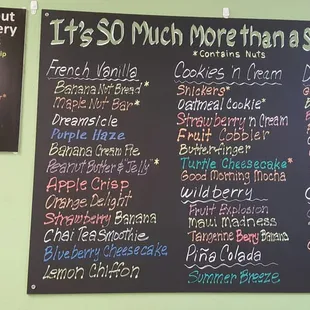 out
ery
lp
It's SO Much More than a S
*Contains Nuts
French Vanilla
Banana Nut Bread*
Maple Nut Bar*
Dreamsicle
Purple Haze
Banana Cream Pie
Peanut Butter & "Jelly"*
Apple Crisp
Orange Delight
Strawberry Banana
Chai Tea Smoothie
Blueberry Cheesecake
Lemon Chiffon
Cookies 'n Cream
Snickers*
Oatmeal Cookie*
Strawberry n Cream
Fruit Cobbler
Butterfinger
Turtle Cheesecake*
Good Morning Mocha
Wildberry
Fruit Explosion
Maui Madness
Tangerine Berry Banana
Piña Colada
Summer Breeze
D